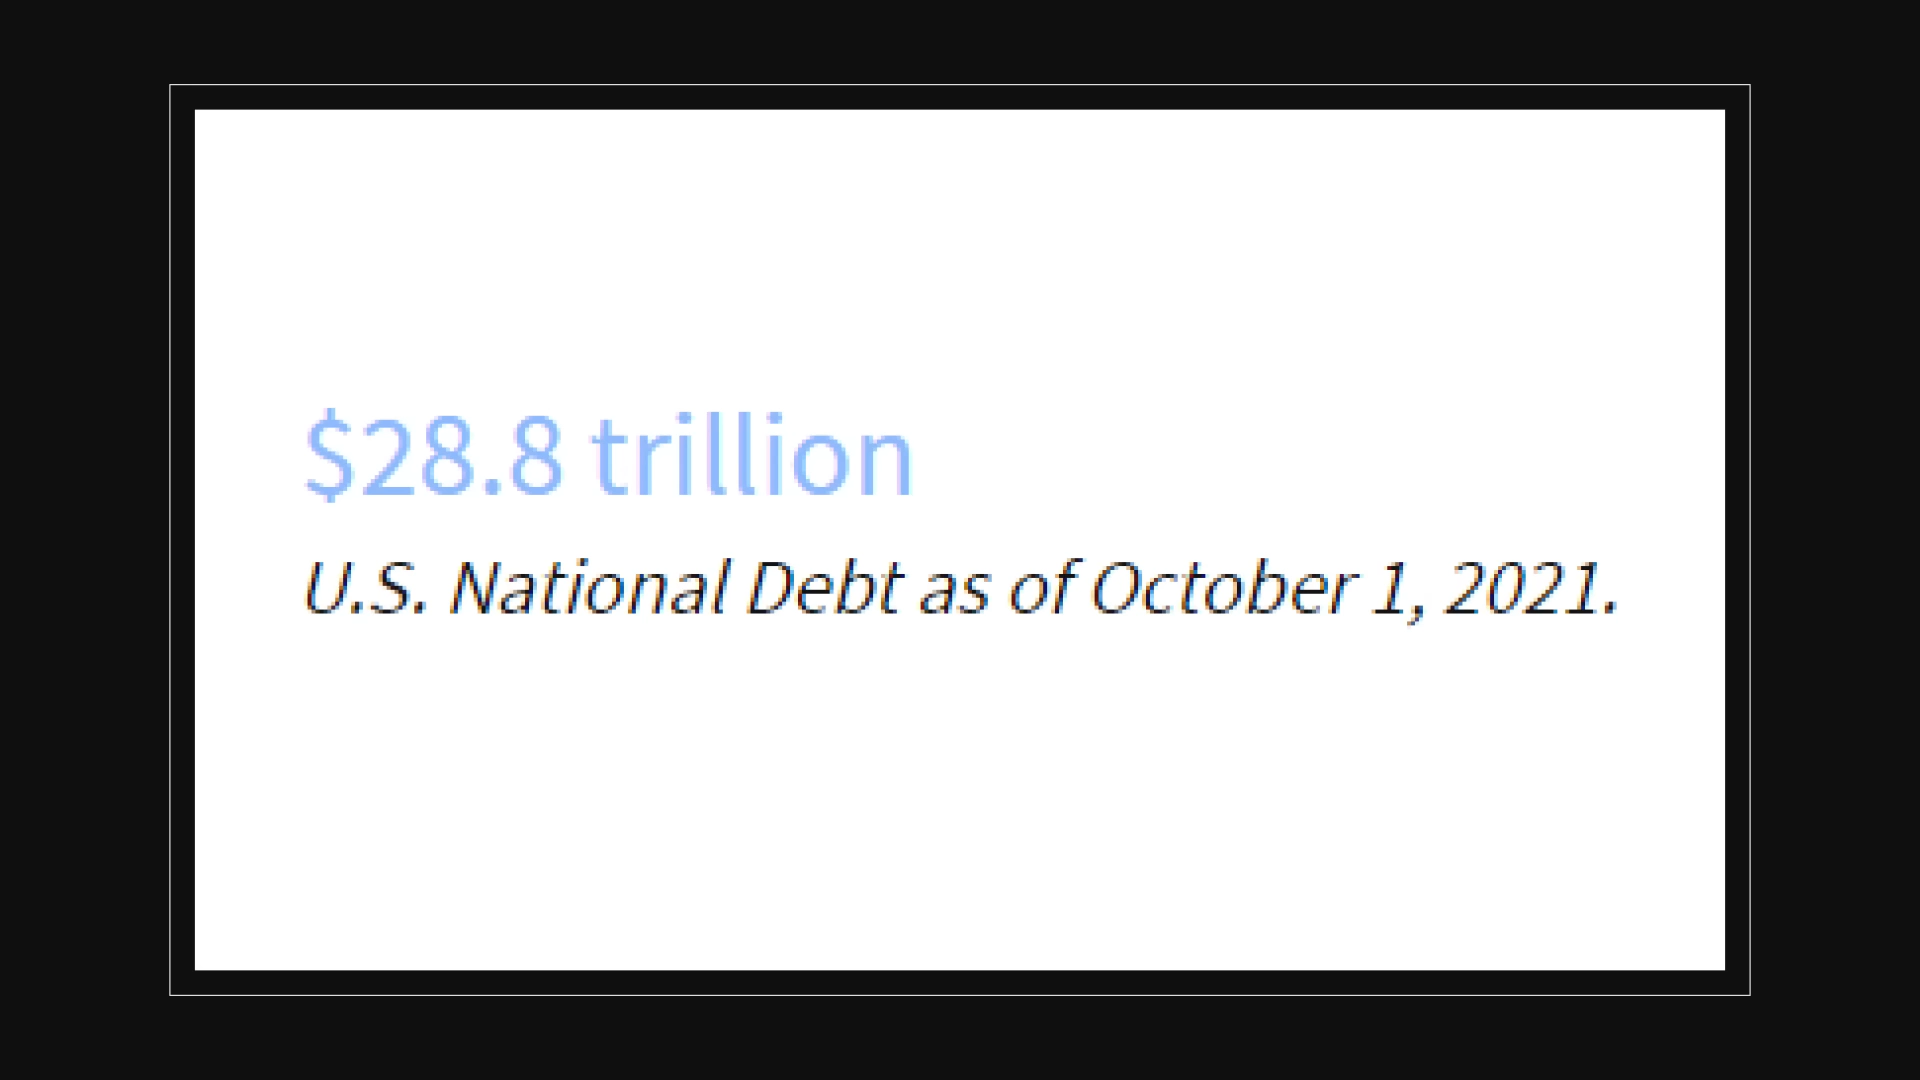 $28.8 trillion
U.S. National Debt as of October 1, 2021.